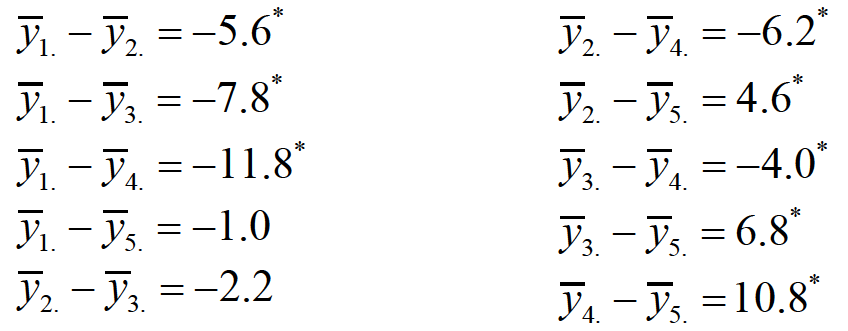 ȳ₁. − ȳ₂. = −5.6*
ȳ₁. − ȳ₃. = −7.8*
ȳ₁. − ȳ₄. = −11.8*
ȳ₁. − ȳ₅. = −1.0
ȳ₂. − ȳ₃. = −2.2
ȳ₂. − ȳ₄. = −6.2*
ȳ₂. − ȳ₅. = 4.6*
ȳ₃. − ȳ₄. = −4.0*
ȳ₃. − ȳ₅. = 6.8*
ȳ₄. − ȳ₅. = 10.8*